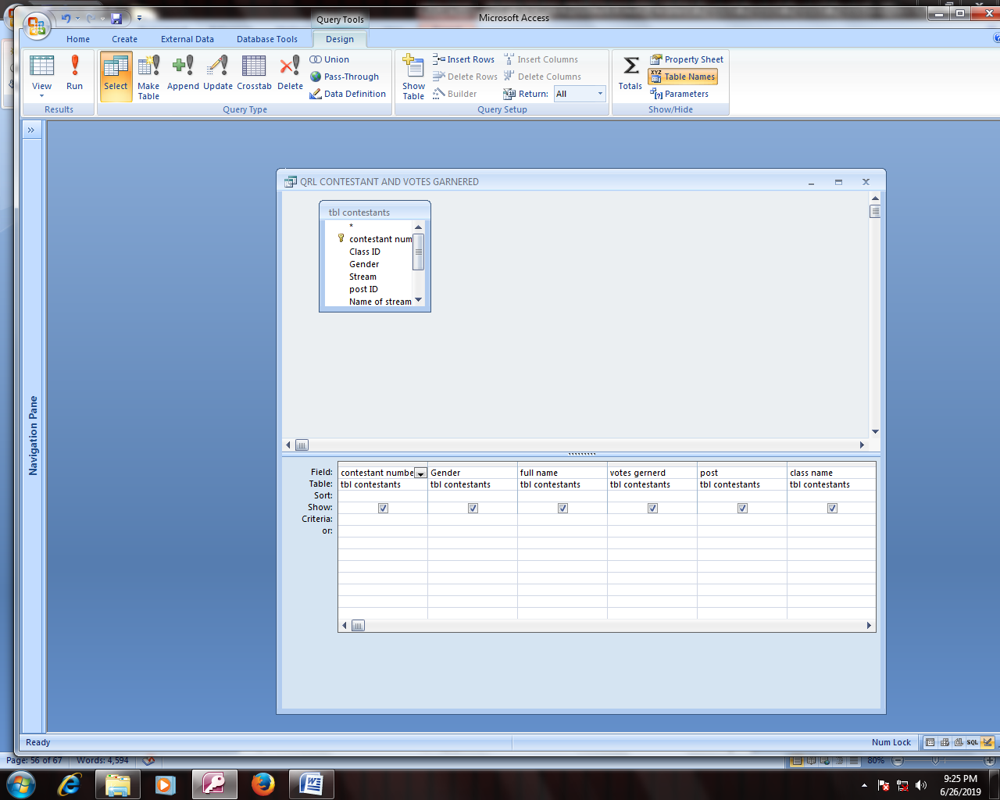 Query Tools
Microsoft Access
Home Create External Data Database Tools Design
View
Run
Results
Select
Make Table
Append
Update
Crosstab
Delete
Union
Pass-Through
Data Definition
Query Type
Show Table
Insert Rows
Delete Rows
Builder
Insert Columns
Delete Columns
Return: All
Query Setup
Totals
Property Sheet
Table Names
Parameters
Show/Hide
»
Navigation Pane
QRL CONTESTANT AND VOTES GARNERED
tbl contestants
*
contestant num
Class ID
Gender
Stream
post ID
Name of stream
Field: contestant numbe Gender full name votes gernerd post class name
Table: tbl contestants tbl contestants tbl contestants tbl contestants tbl contestants tbl contestants
Sort:
Show:
Criteria:
or:
Ready
Num Lock
SQL
Page: 56 of 67 Words: 4,594
80%
9:25 PM
6/26/2019